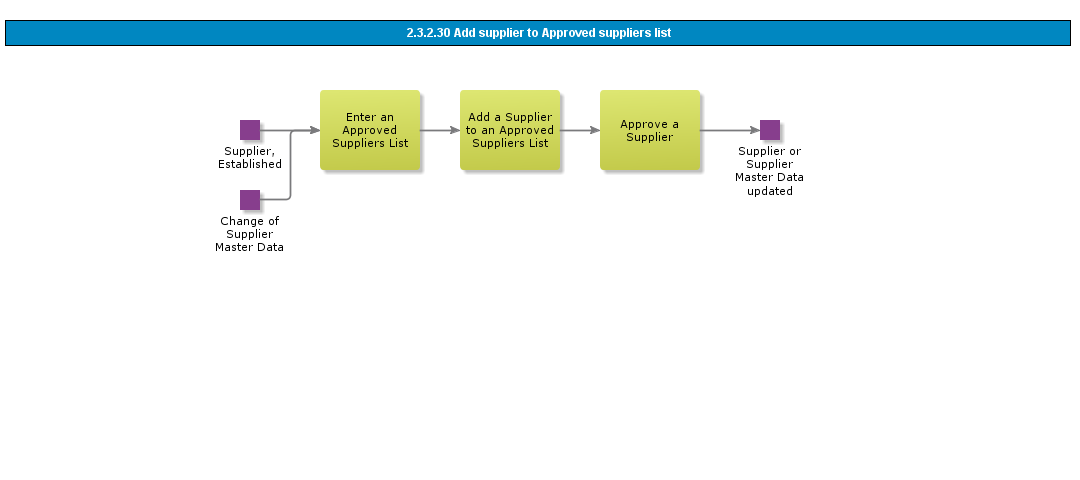 2.3.2.30 Add supplier to Approved suppliers list
Enter an
Approved
Suppliers List
Add a Supplier
to an Approved
Suppliers List
Approve a
Supplier
Supplier,
Established
Supplier or
Supplier
Master Data
updated
Change of
Supplier
Master Data